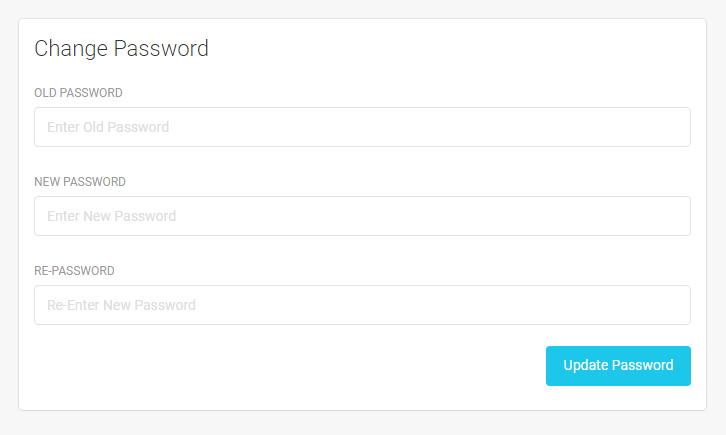 Change Password
OLD PASSWORD
Enter Old Password
NEW PASSWORD
Enter New Password
RE-PASSWORD
Re-Enter New Password
Update Password